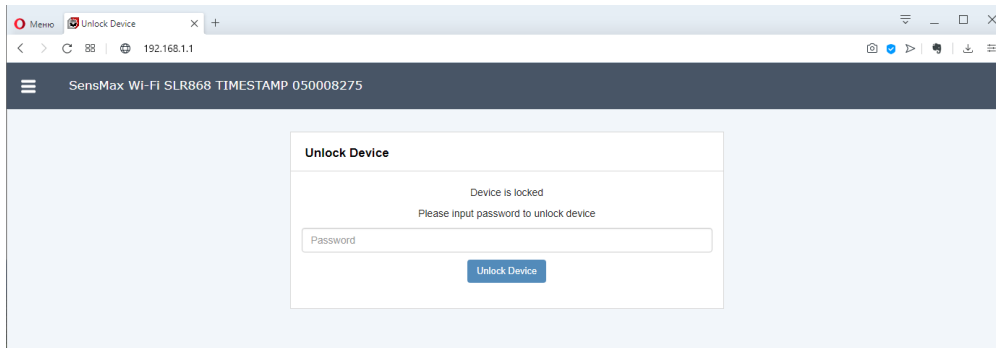 Меню
Unlock Device
192.168.1.1
SensMax Wi-Fi SLR868 TIMESTAMP 050008275
Unlock Device
Device is locked
Please input password to unlock device
Password
Unlock Device